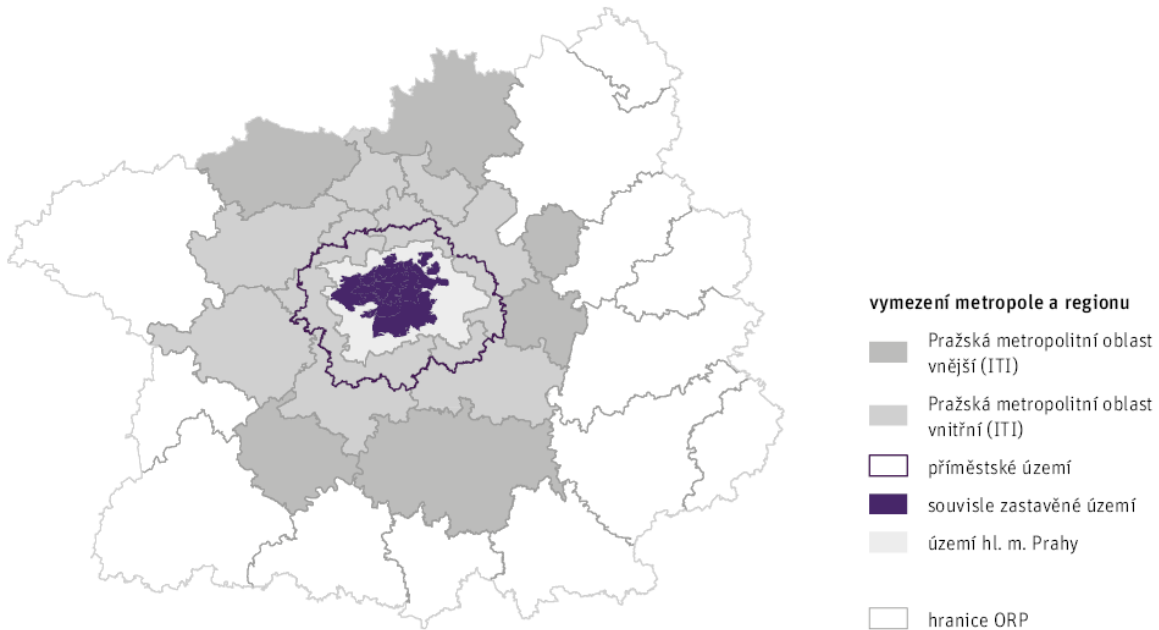 vymezení metropole a regionu
Pražská metropolitní oblast
vnější (ITI)
Pražská metropolitní oblast
vnitřní (ITI)
příměstské území
souvisle zastavěné území
území hl. m. Prahy
hranice ORP